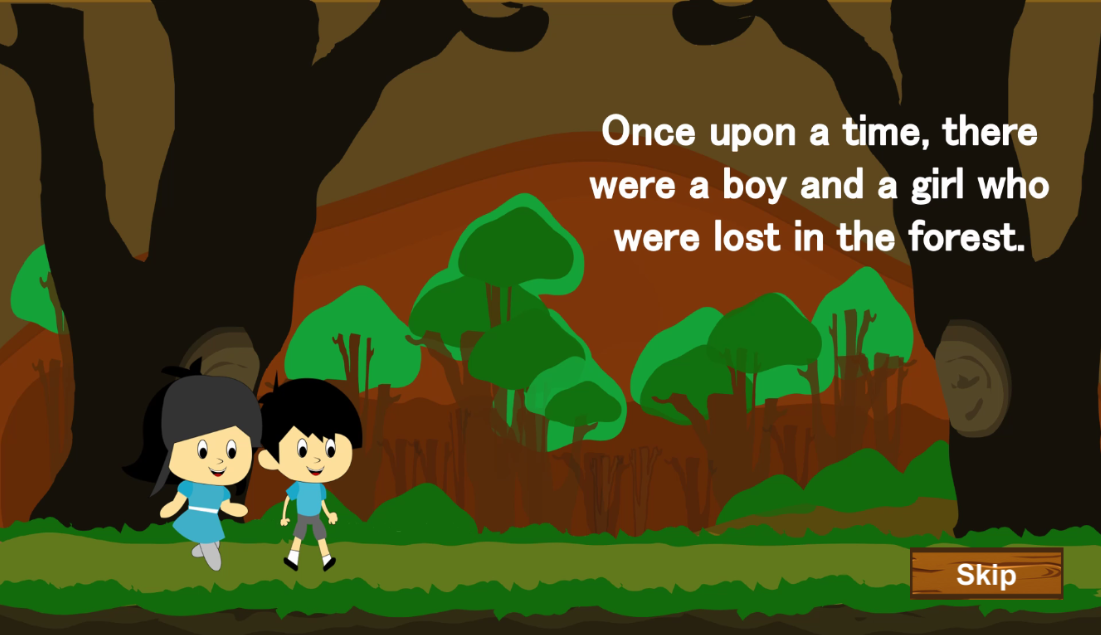 Once upon a time, there
were a boy and a girl who
were lost in the forest.
Skip